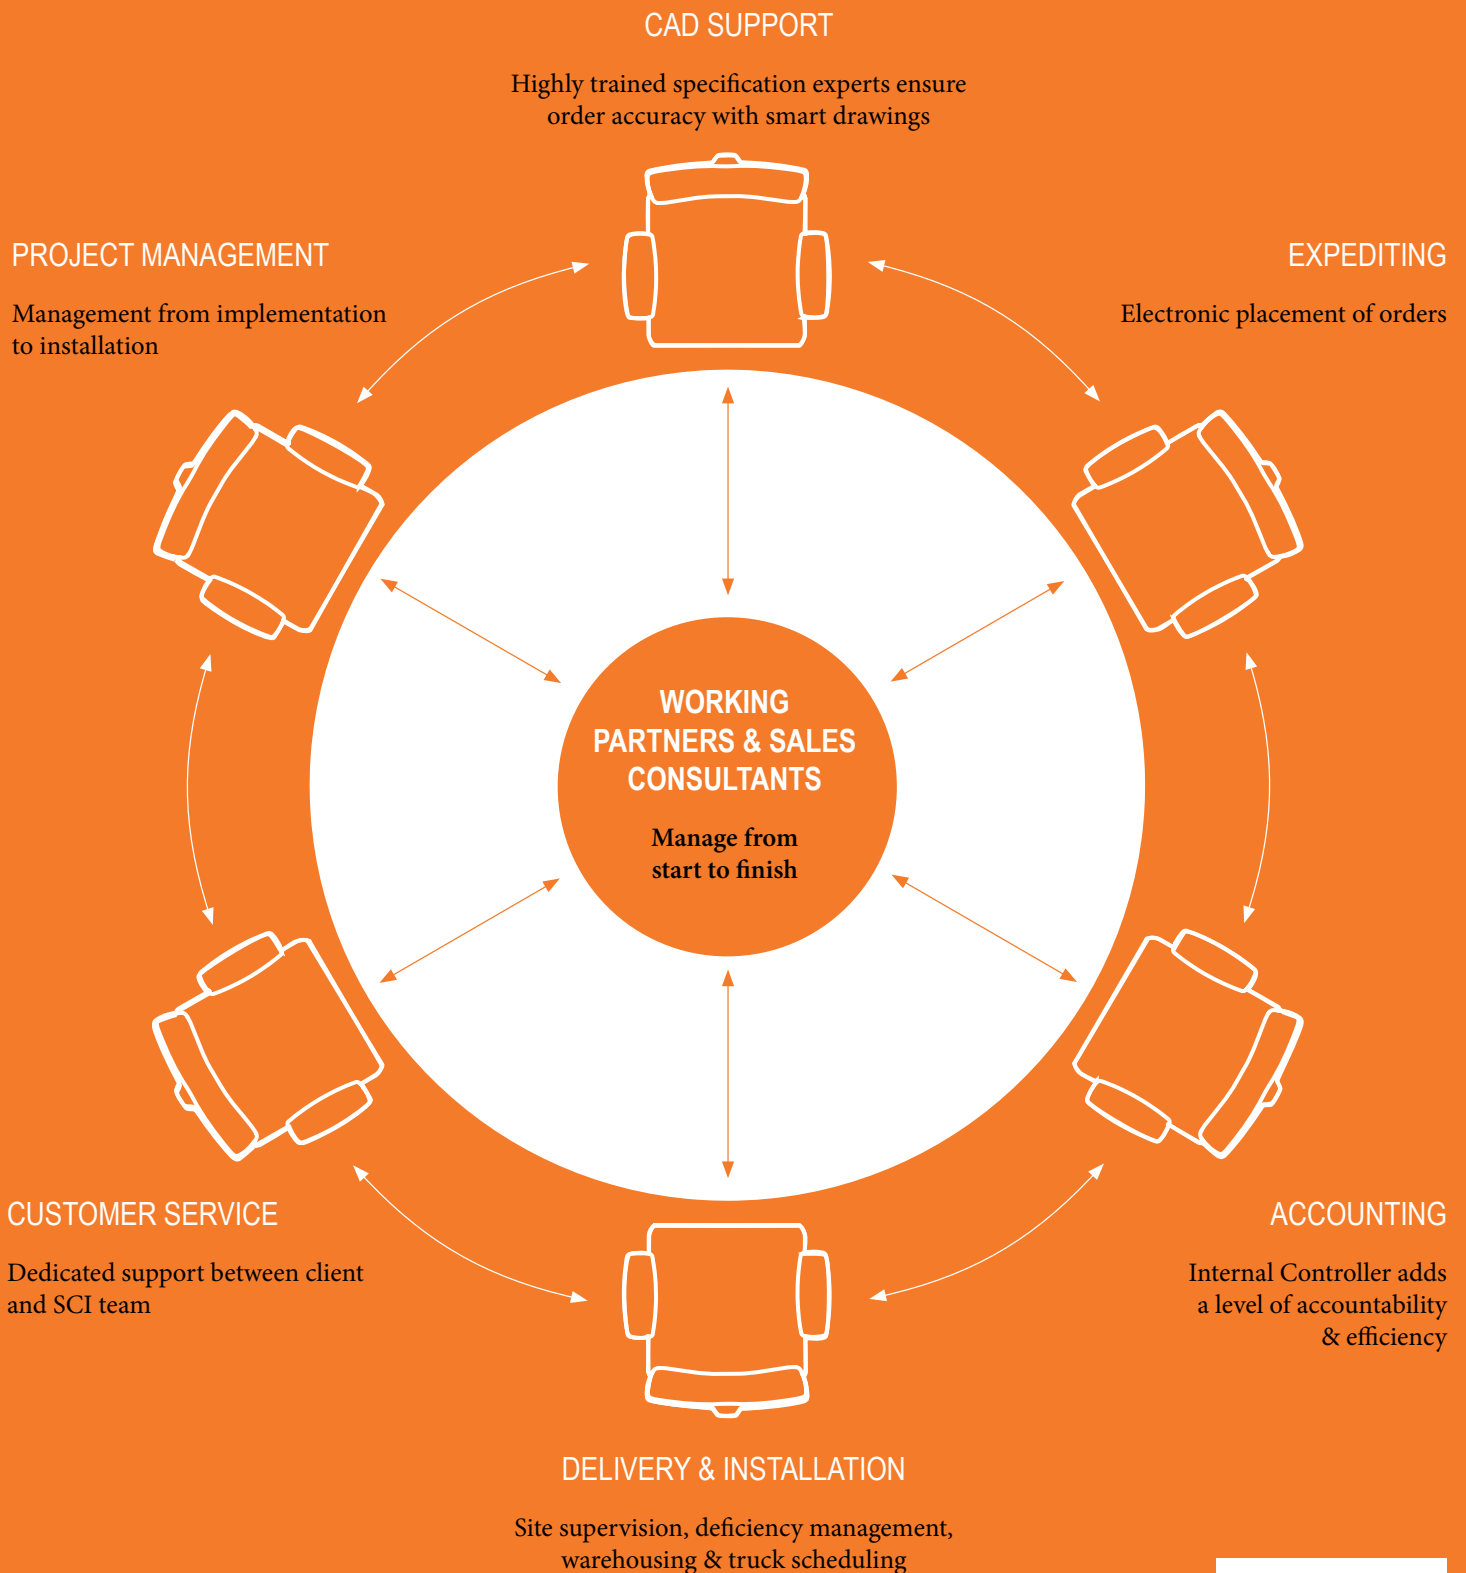 CAD SUPPORT
Highly trained specification experts ensure
order accuracy with smart drawings
PROJECT MANAGEMENT
Management from implementation
to installation
EXPEDITING
Electronic placement of orders
WORKING
PARTNERS & SALES
CONSULTANTS
Manage from
start to finish
CUSTOMER SERVICE
Dedicated support between client
and SCI team
ACCOUNTING
Internal Controller adds
a level of accountability
& efficiency
DELIVERY & INSTALLATION
Site supervision, deficiency management,
warehousing & truck scheduling